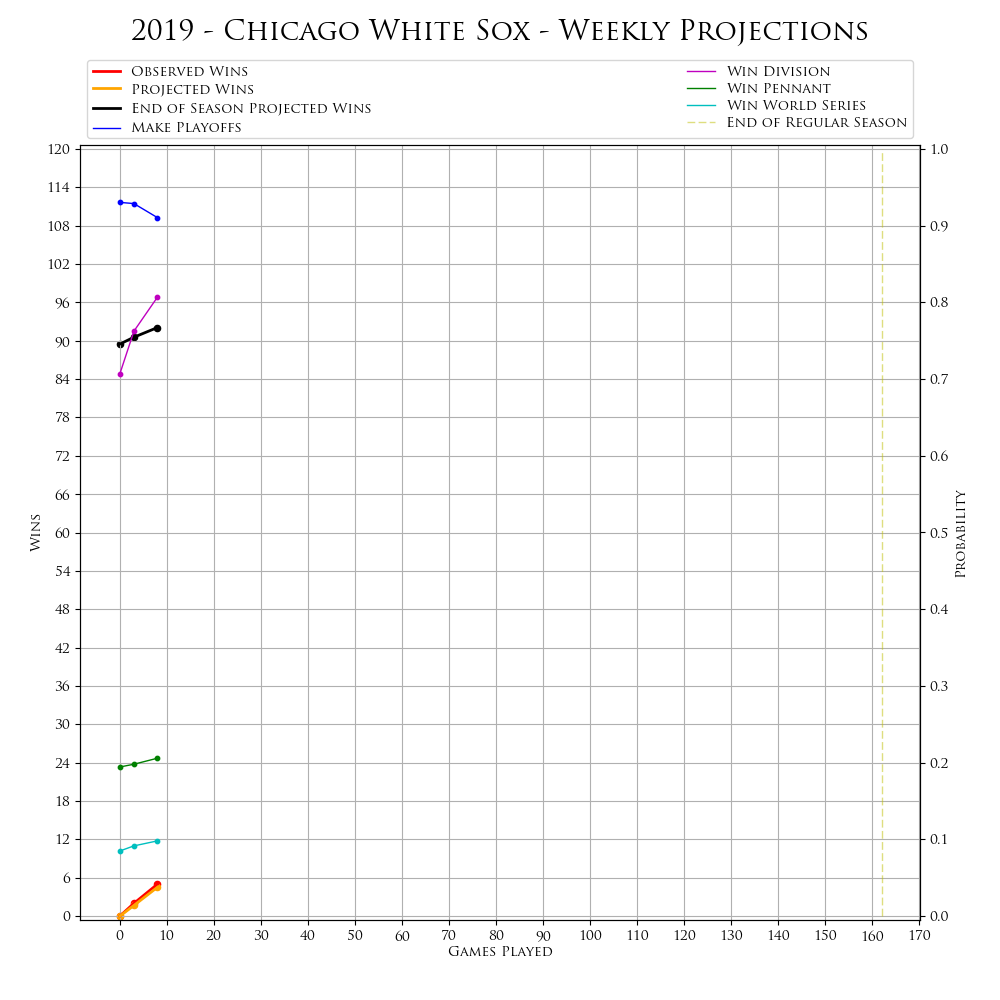 2019 - Chicago White Sox - Weekly Projections
Observed Wins
Projected Wins
End of Season Projected Wins
Make Playoffs
Win Division
Win Pennant
Win World Series
End of Regular Season
120
114
108
102
96
90
84
78
72
66
60
54
48
42
36
30
24
18
12
6
0
Wins
1.0
0.9
0.8
0.7
0.6
0.5
0.4
0.3
0.2
0.1
0.0
Probability
0 10 20 30 40 50 60 70 80 90 100 110 120 130 140 150 160 170
Games Played